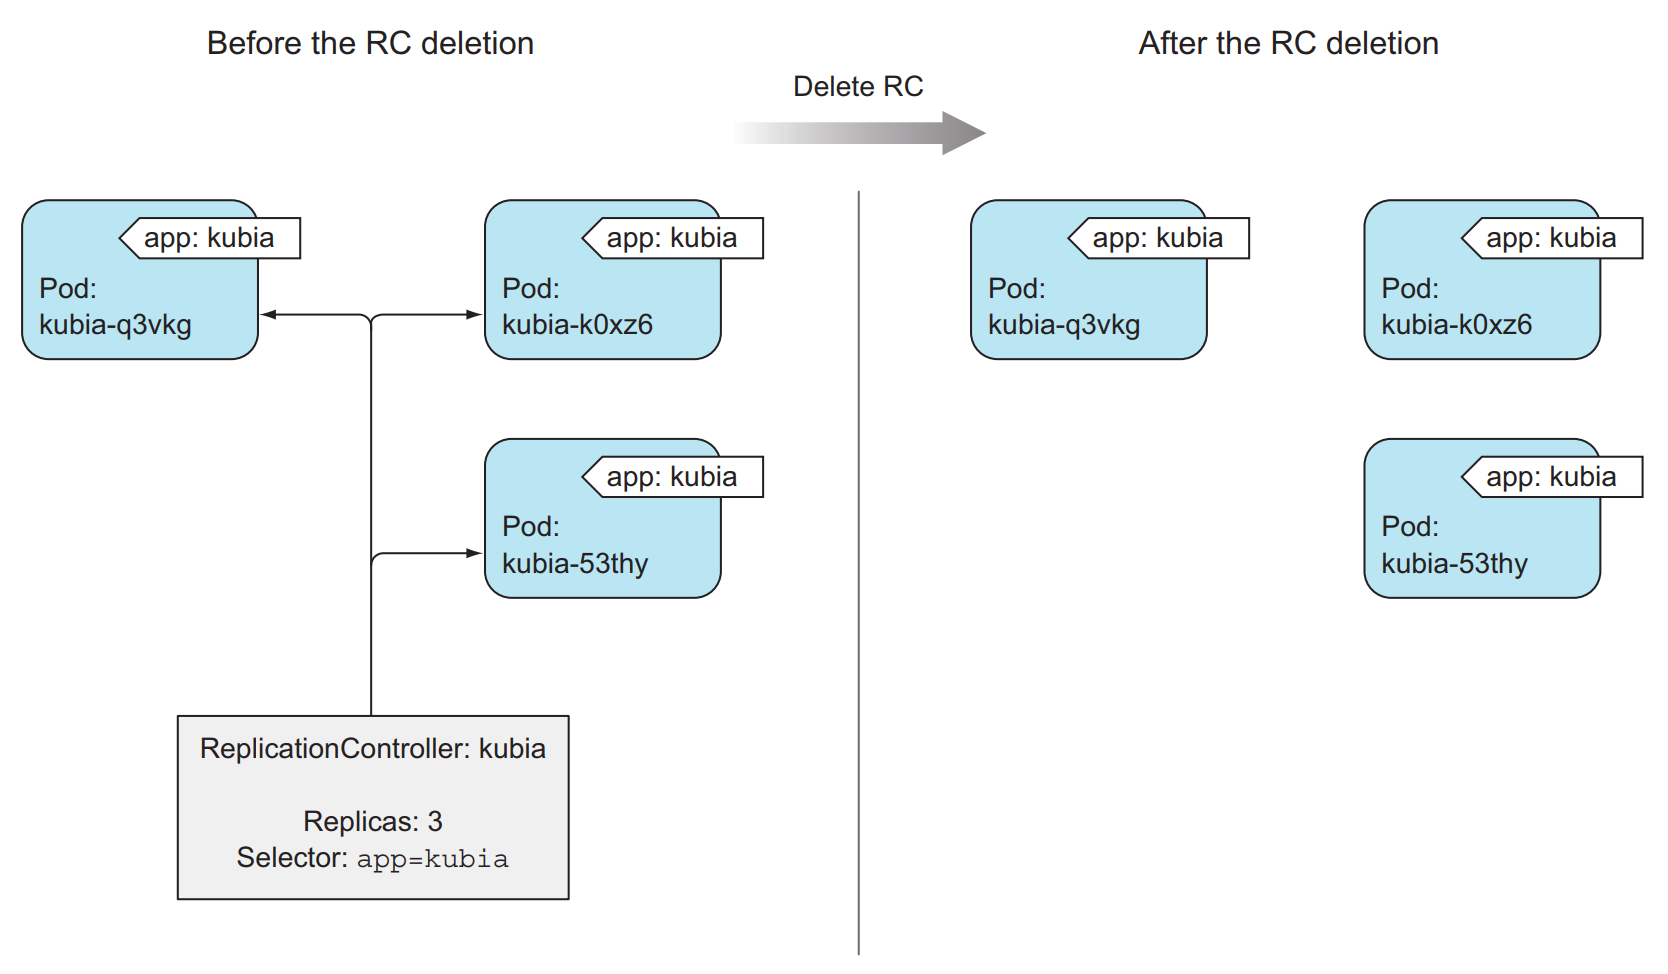 Before the RC deletion
After the RC deletion
Delete RC
app: kubia
Pod:
kubia-q3vkg
app: kubia
Pod:
kubia-k0xz6
app: kubia
Pod:
kubia-53thy
ReplicationController: kubia
Replicas: 3
Selector: app=kubia
app: kubia
Pod:
kubia-q3vkg
app: kubia
Pod:
kubia-k0xz6
app: kubia
Pod:
kubia-53thy